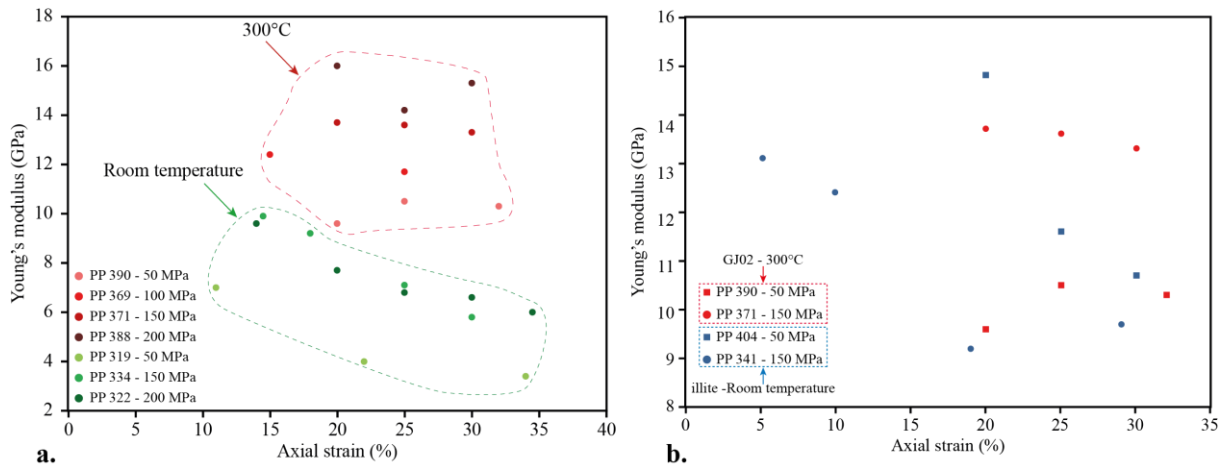 300°C
Room temperature
Young's modulus (GPa)
18
16
14
12
10
8
6
4
2
PP 390 - 50 MPa
PP 369 - 100 MPa
PP 371 - 150 MPa
PP 388 - 200 MPa
PP 319 - 50 MPa
PP 334 - 150 MPa
PP 322 - 200 MPa
0 5 10 15 20 25 30 35 40
a. Axial strain (%)
Young's modulus (GPa)
16
15
14
13
12
11
10
9
8
GJ02 - 300°C
PP 390 - 50 MPa
PP 371 - 150 MPa
PP 404 - 50 MPa
PP 341 - 150 MPa
illite -Room temperature
0 5 10 15 20 25 30 35
b. Axial strain (%)